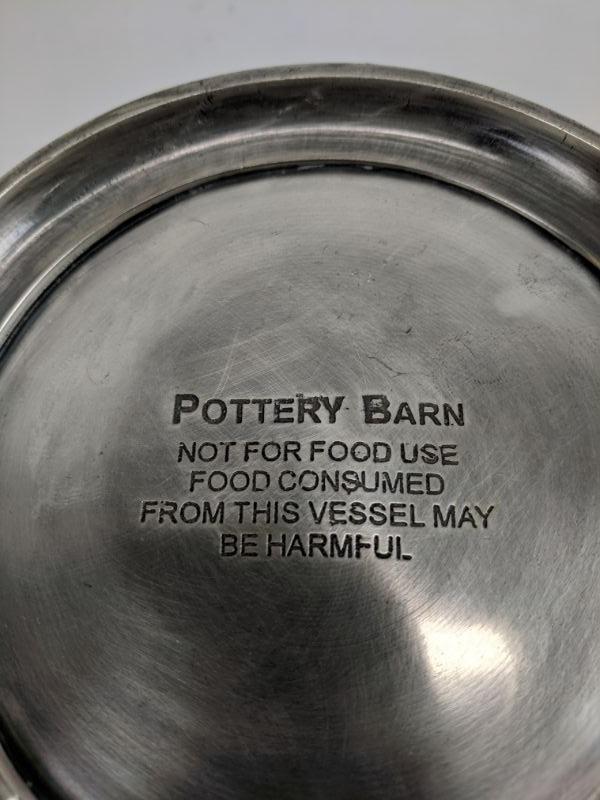 POTTERY BARN
NOT FOR FOOD USE
FOOD CONSUMED
FROM THIS VESSEL MAY
BE HARMFUL